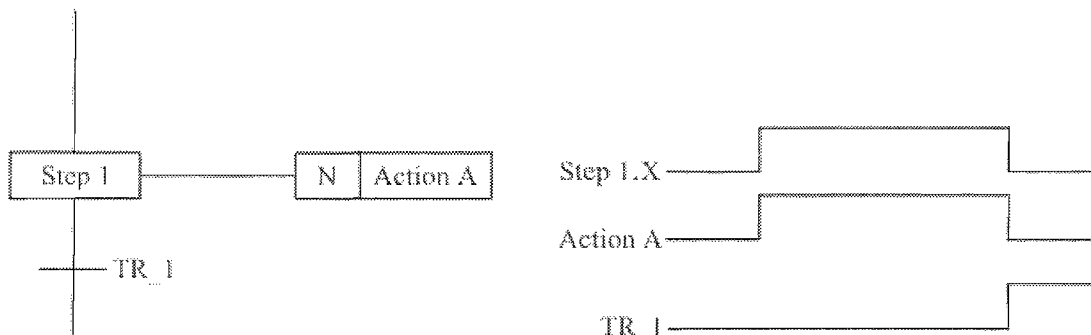 Step 1
N
Action A
TR_1
Step 1.X
Action A
TR_1